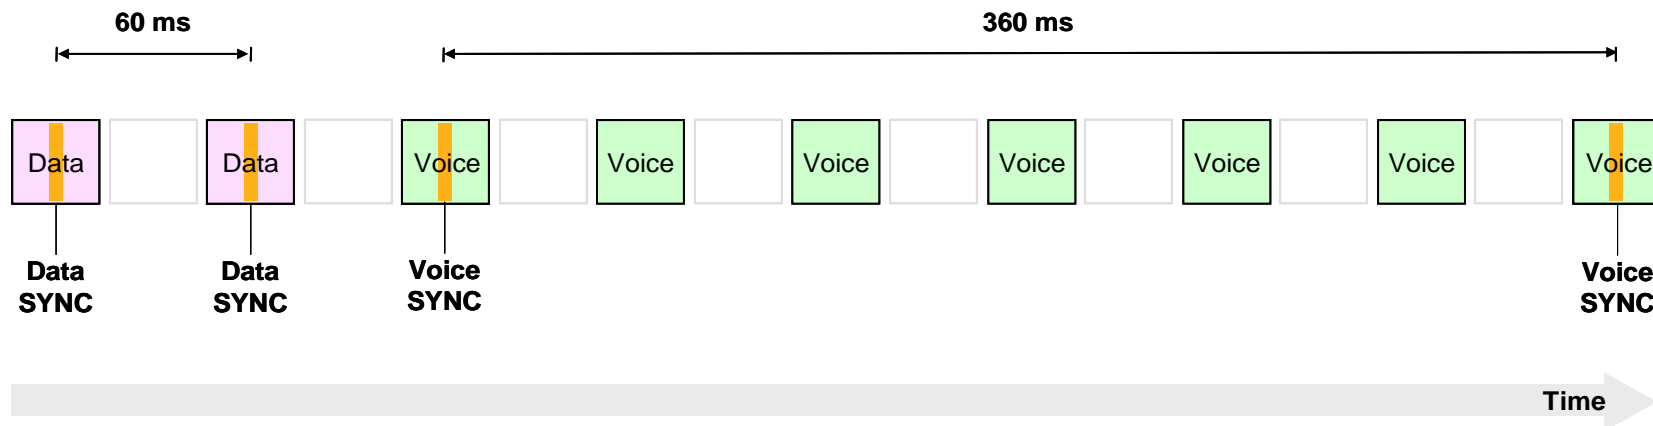 60 ms
360 ms
Data
Data
Voice
Voice
Voice
Voice
Voice
Voice
Voice
Data
SYNC
Data
SYNC
Voice
SYNC
Voice
SYNC
Time